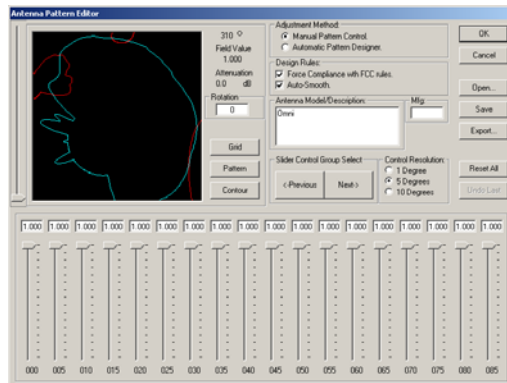 Antenna Pattern Editor
310 °
Field Value
1.000
Attenuation
0.0 dB
Rotation
0
Grid
Pattern
Contour
Adjustment Method:
Manual Pattern Control.
Automatic Pattern Designer.
Design Rules:
Force Compliance with FCC rules.
Auto-Smooth.
Antenna Model/Description:
Mfg:
Omni
Slider Control Group Select
<-Previous
Next->
Control Resolution:
1 Degree
5 Degrees
10 Degrees
OK
Cancel
Open...
Save
Export...
Reset All
Undo Last
1.000 1.000 1.000 1.000 1.000 1.000 1.000 1.000 1.000 1.000 1.000 1.000 1.000 1.000 1.000 1.000 1.000 1.000
000 005 010 015 020 025 030 035 040 045 050 055 060 065 070 075 080 085